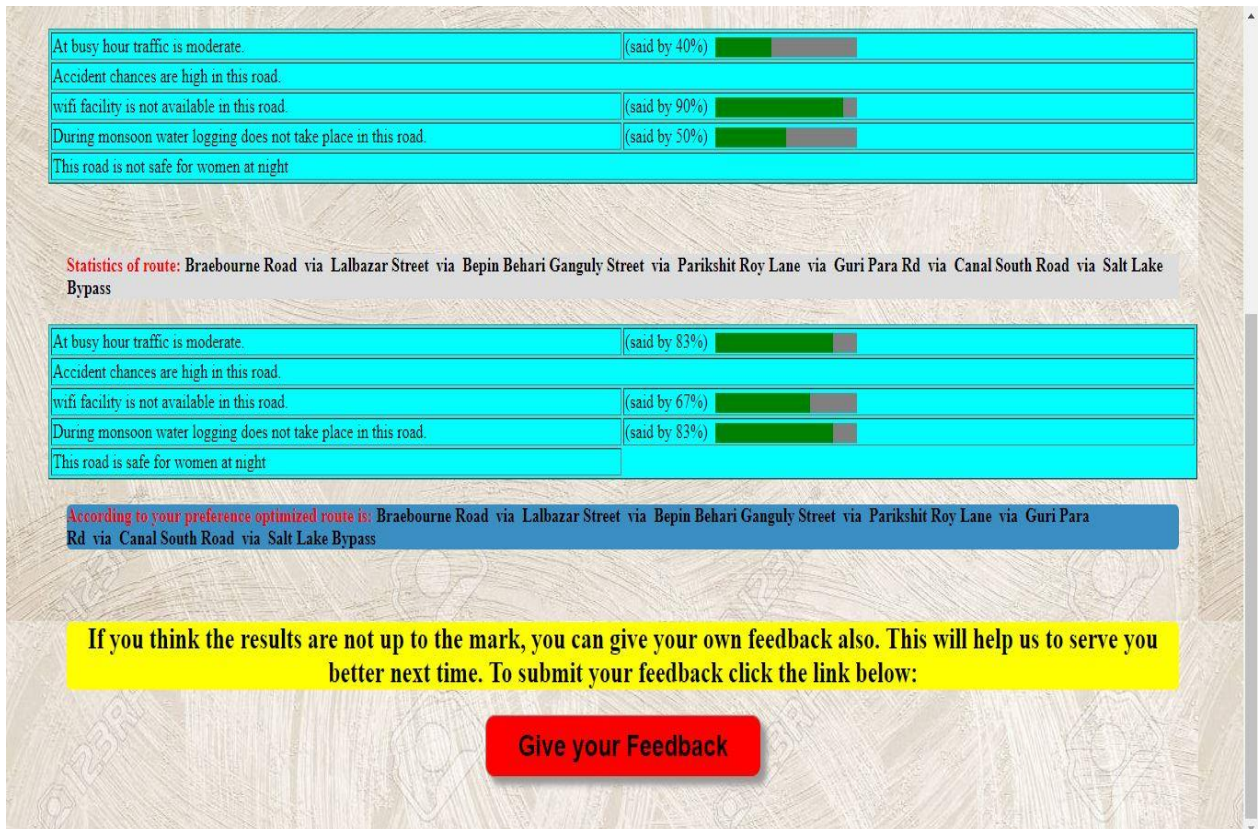 At busy hour traffic is moderate. (said by 40%)
Accident chances are high in this road.
wifi facility is not available in this road. (said by 90%)
During monsoon water logging does not take place in this road. (said by 50%)
This road is not safe for women at night
Statistics of route: Braebourne Road via Lalbazar Street via Bepin Behari Ganguly Street via Parikshit Roy Lane via Guri Para Rd via Canal South Road via Salt Lake
Bypass
At busy hour traffic is moderate. (said by 83%)
Accident chances are high in this road.
wifi facility is not available in this road. (said by 67%)
During monsoon water logging does not take place in this road. (said by 83%)
This road is safe for women at night
According to your preference optimized route is: Braebourne Road via Lalbazar Street via Bepin Behari Ganguly Street via Parikshit Roy Lane via Guri Para
Rd via Canal South Road via Salt Lake Bypass
If you think the results are not up to the mark, you can give your own feedback also. This will help us to serve you
better next time. To submit your feedback click the link below:
Give your Feedback